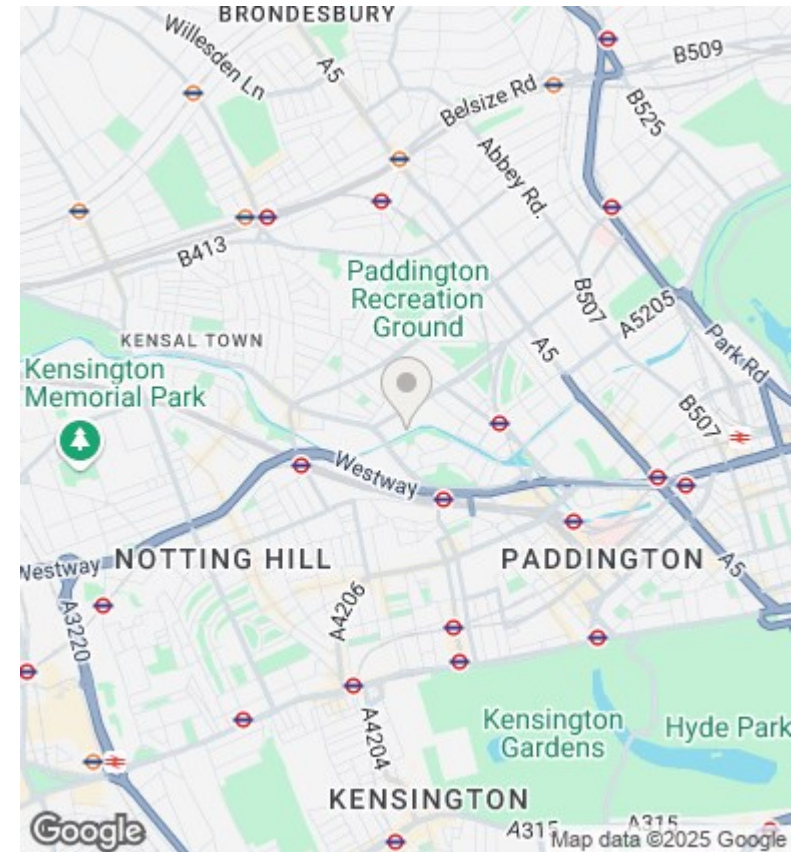 BRONDESBURY
Willesden Ln
A5
B509
Belsize Rd
B525
Abbey Rd.
B413
Paddington
Recreation
Ground
B507
A5205
KENSAL TOWN
A5
Park Rd
Kensington
Memorial Park
B507
Westway
NOTTING HILL
PADDINGTON
Westway
A5
A4206
A3220
Kensington
Gardens
Hyde Park
A4204
KENSINGTON
A315
A315
Google
Map data ©2025 Google